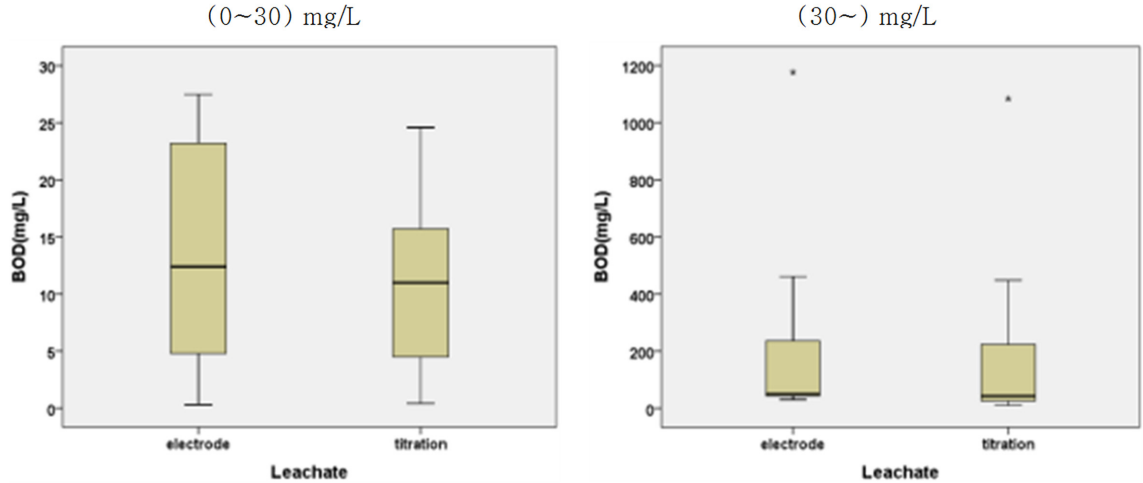 (0~30) mg/L
30
25
20
15
10
5
0
BOD(mg/L)
electrode titration
Leachate
(30~) mg/L
1200
1000
800
600
400
200
0
BOD(mg/L)
*
*
electrode titration
Leachate